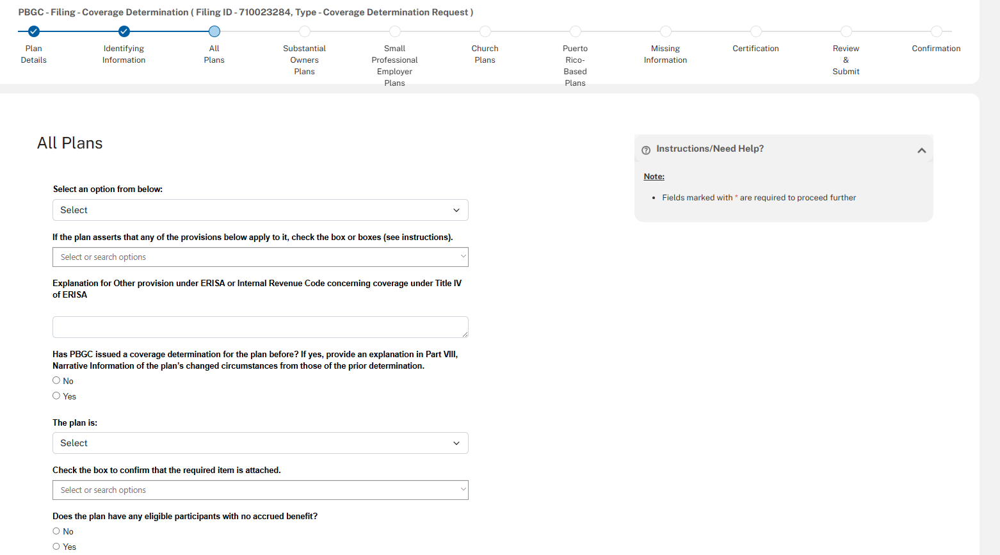 PBGC - Filing - Coverage Determination ( Filing ID - 710023284, Type - Coverage Determination Request )
Plan
Details
Identifying
Information
All
Plans
Substantial
Owners
Plans
Small
Professional
Employer
Plans
Church
Plans
Puerto
Rico-
Based
Plans
Missing
Information
Certification
Review
&
Submit
Confirmation
All Plans
Select an option from below:
Select
If the plan asserts that any of the provisions below apply to it, check the box or boxes (see instructions).
Select or search options
Explanation for Other provision under ERISA or Internal Revenue Code concerning coverage under Title IV
of ERISA
Has PBGC issued a coverage determination for the plan before? If yes, provide an explanation in Part VIII,
Narrative Information of the plan's changed circumstances from those of the prior determination.
No
Yes
The plan is:
Select
Check the box to confirm that the required item is attached.
Select or search options
Does the plan have any eligible participants with no accrued benefit?
No
Yes
Instructions/Need Help?
Note:
Fields marked with * are required to proceed further